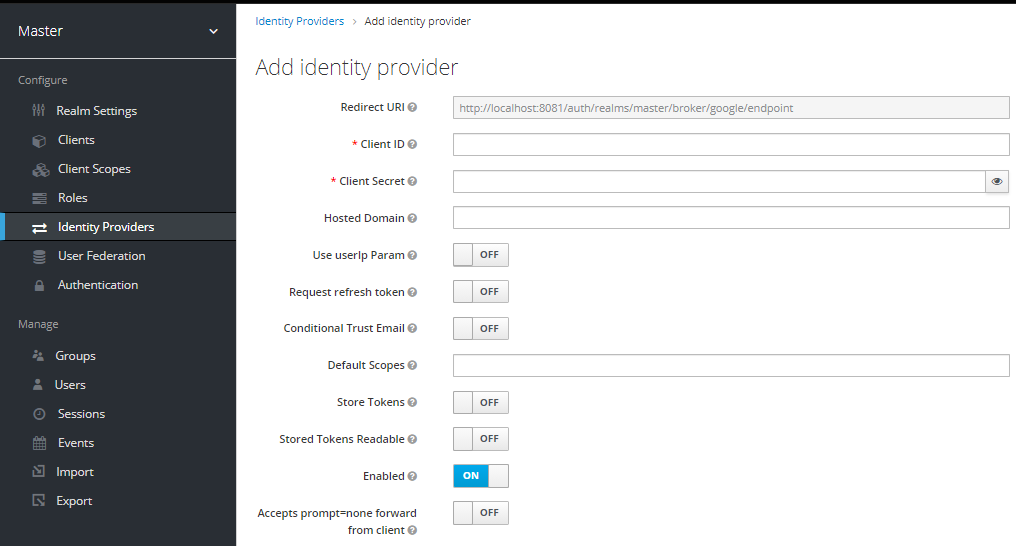 Master
Identity Providers > Add identity provider
Add identity provider
Configure
Realm Settings
Clients
Client Scopes
Roles
Identity Providers
User Federation
Authentication
Manage
Groups
Users
Sessions
Events
Import
Export
Redirect URI
http://localhost:8081/auth/realms/master/broker/google/endpoint
* Client ID
* Client Secret
Hosted Domain
Use userIp Param
OFF
Request refresh token
OFF
Conditional Trust Email
OFF
Default Scopes
Store Tokens
OFF
Stored Tokens Readable
OFF
Enabled
ON
Accepts prompt=none forward
from client
OFF